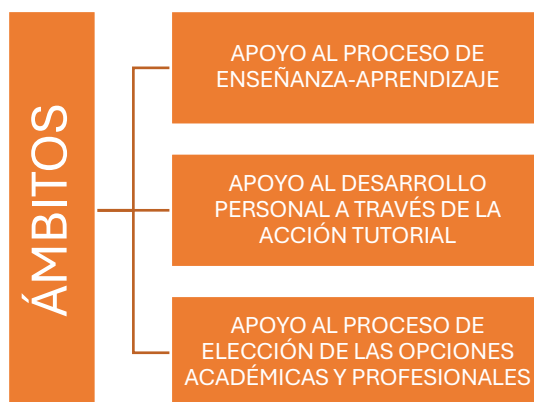 ÁMBITOS
APOYO AL PROCESO DE
ENSEÑANZA-APRENDIZAJE
APOYO AL DESARROLLO
PERSONAL A TRAVÉS DE LA
ACCIÓN TUTORIAL
APOYO AL PROCESO DE
ELECCIÓN DE LAS OPCIONES
ACADÉMICAS Y PROFESIONALES